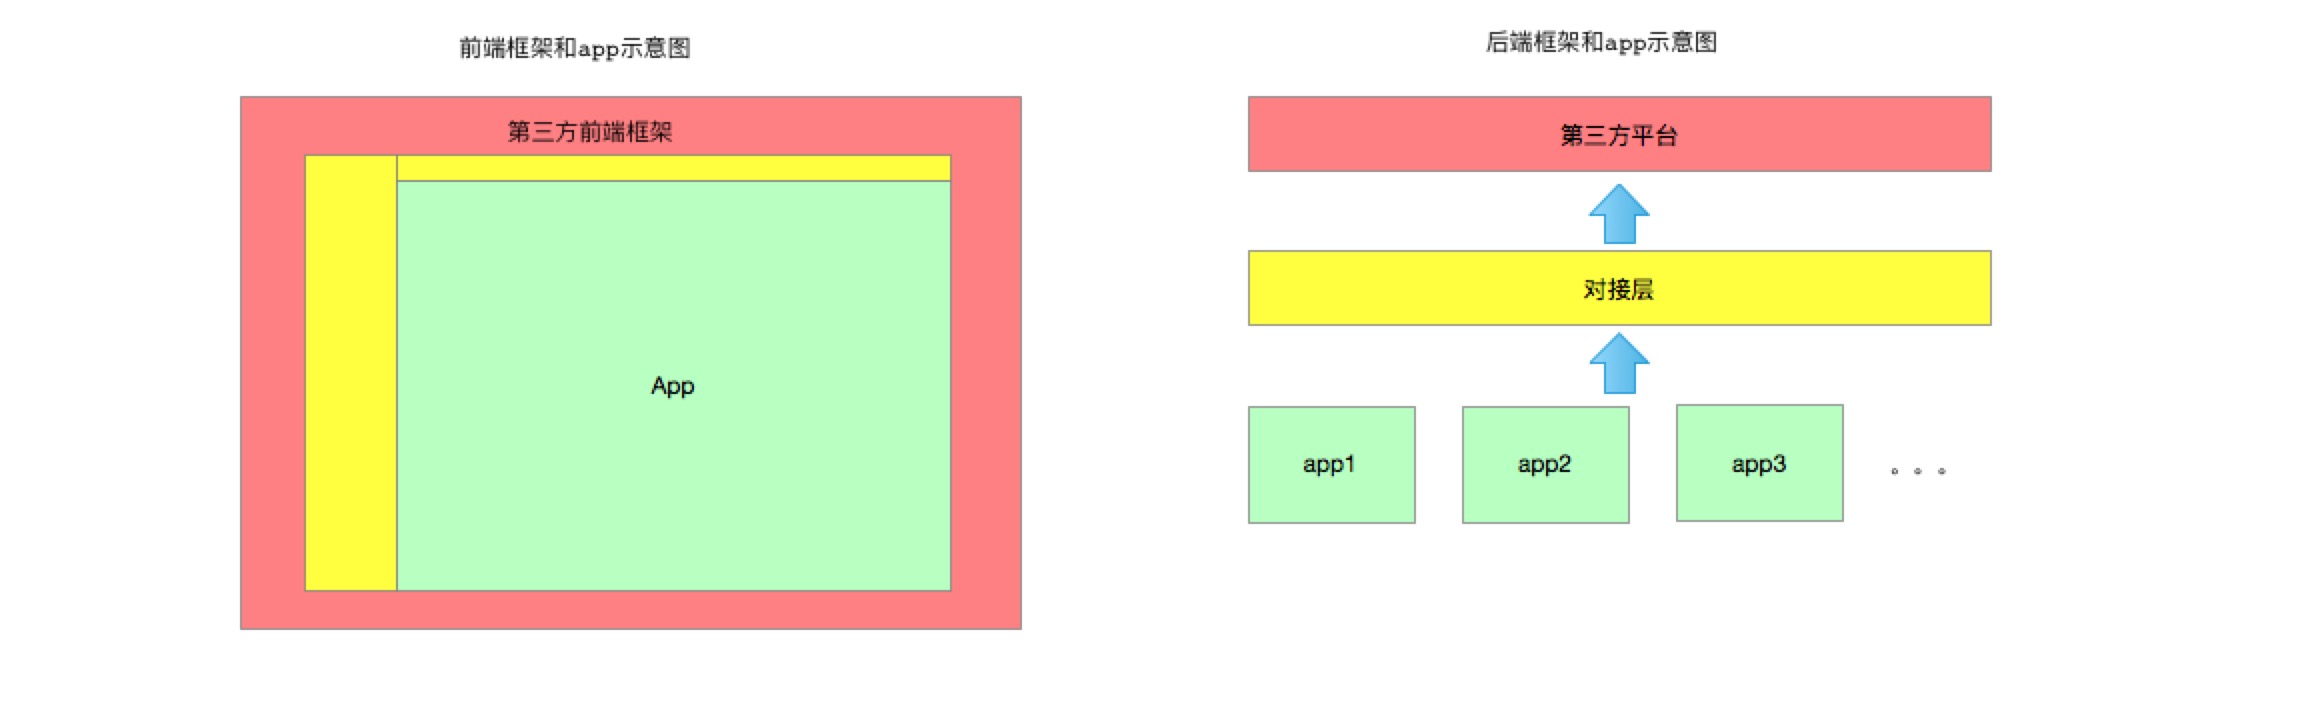 前端框架和app示意图
第三方前端框架
App
后端框架和app示意图
第三方平台
对接层
app1
app2
app3
。。。